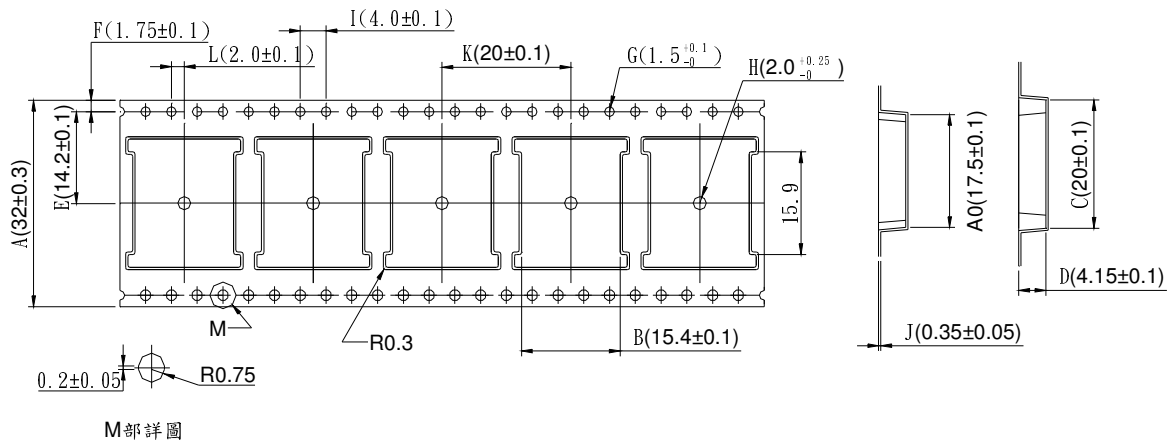 F(1.75±0.1)
I(4.0±0.1)
L(2.0±0.1)
K(20±0.1)
G(1.5 +0.1 -0)
H(2.0 +0.25 -0)
A(32±0.3)
E(14.2±0.1)
15.9
A0(17.5±0.1)
C(20±0.1)
D(4.15±0.1)
M
R0.3
B(15.4±0.1)
J(0.35±0.05)
0.2±0.05
R0.75
M部詳圖